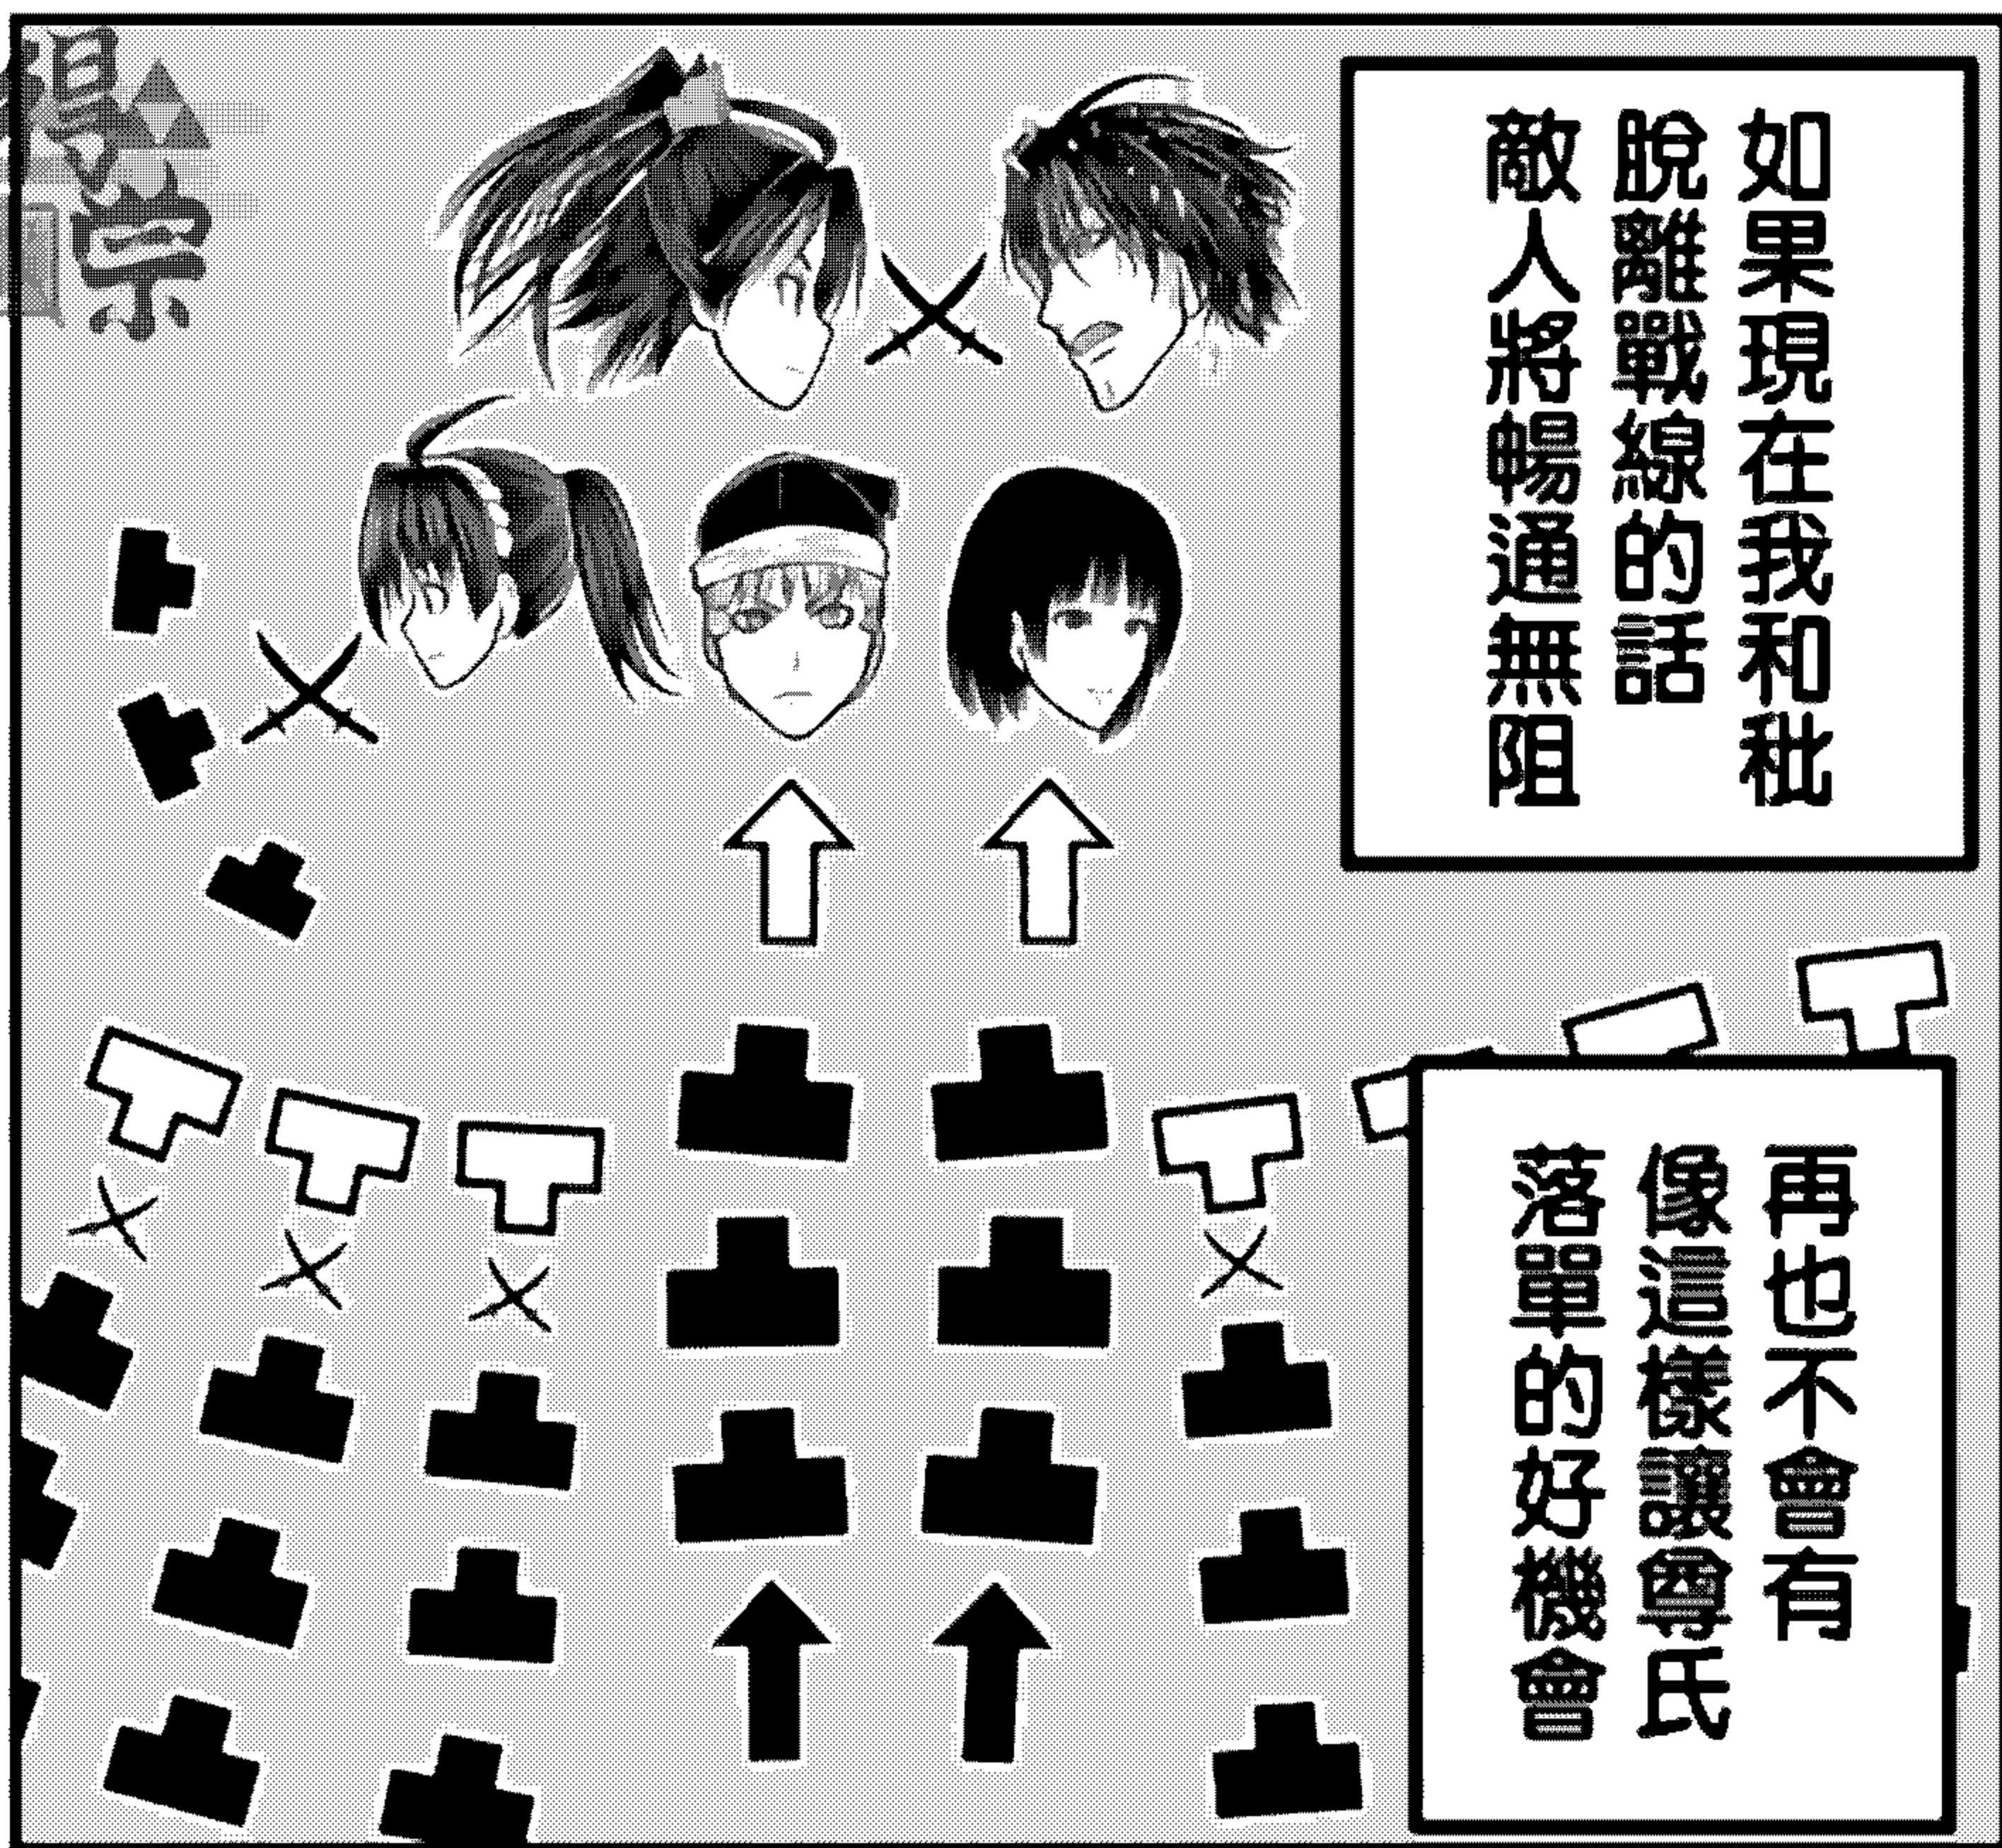 如果現在我和秕
脫離戰線的話
敵人將暢通無阻
再也不會有
像這樣讓尊氏
落單的好機會